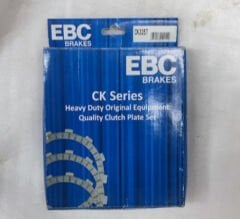 EBC
BRAKES
EBC
BRAKES
CK Series
Heavy Duty Original Equipment
Quality Clutch Plate Set